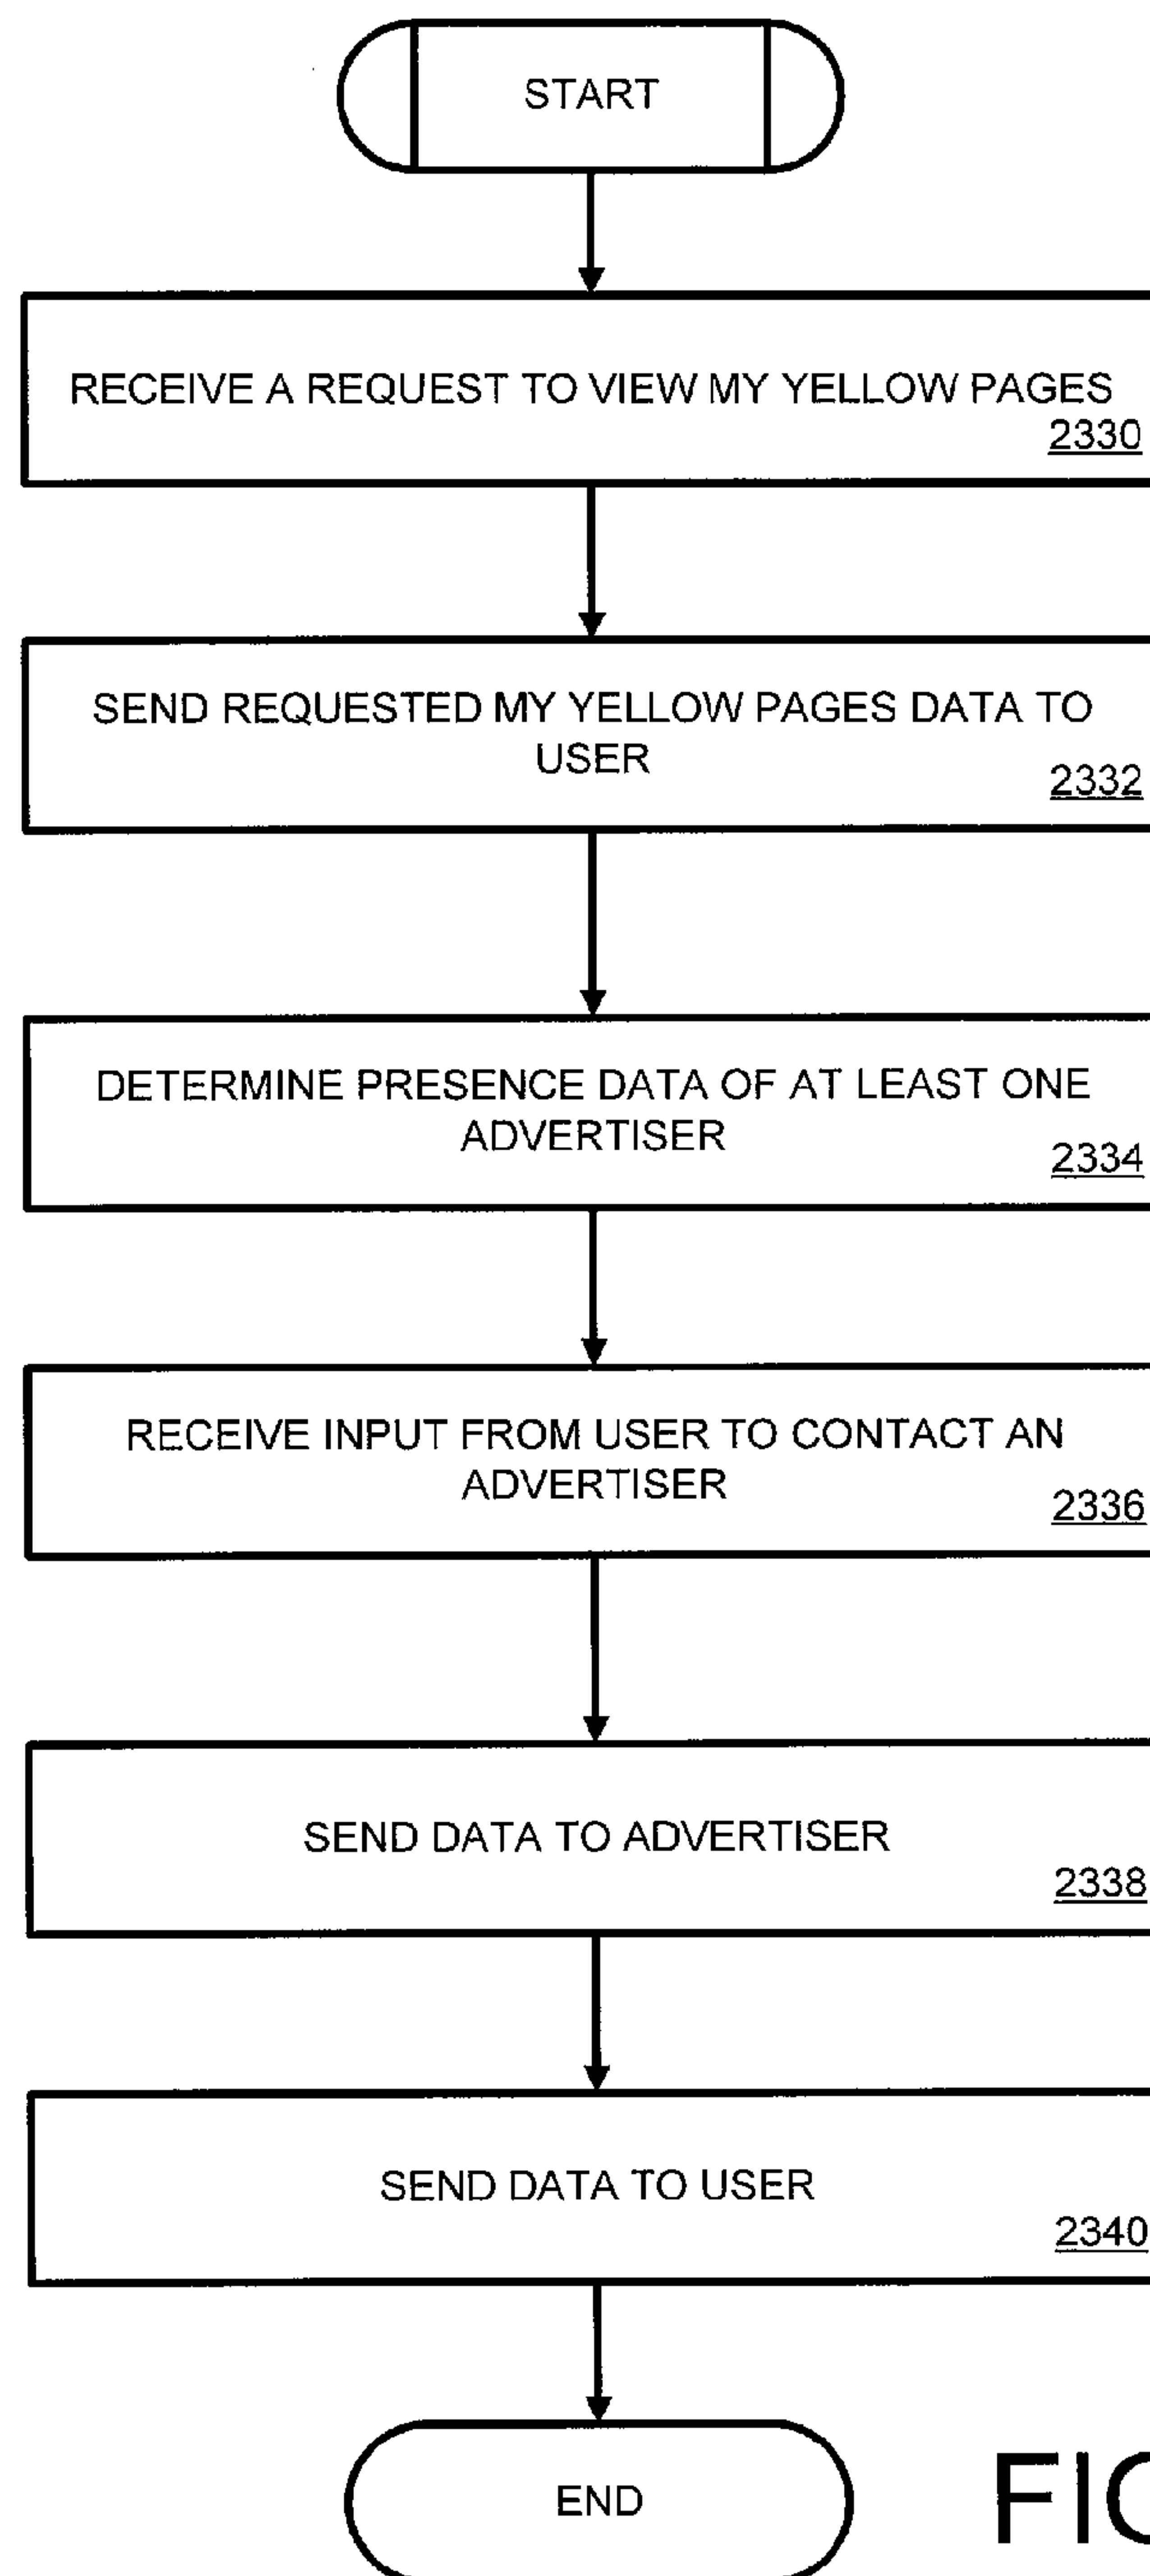 START
RECEIVE A REQUEST TO VIEW MY YELLOW PAGES
2330
SEND REQUESTED MY YELLOW PAGES DATA TO
USER
2332
DETERMINE PRESENCE DATA OF AT LEAST ONE
ADVERTISER
2334
RECEIVE INPUT FROM USER TO CONTACT AN
ADVERTISER
2336
SEND DATA TO ADVERTISER
2338
SEND DATA TO USER
2340
END